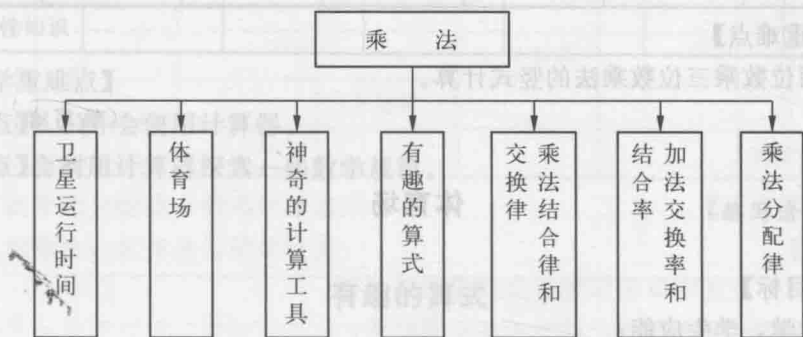 乘 法
卫星运行时间
体育场
神奇的计算工具
有趣的算式
乘法结合律和
交换律
加法交换率和
结合率
乘法分配律